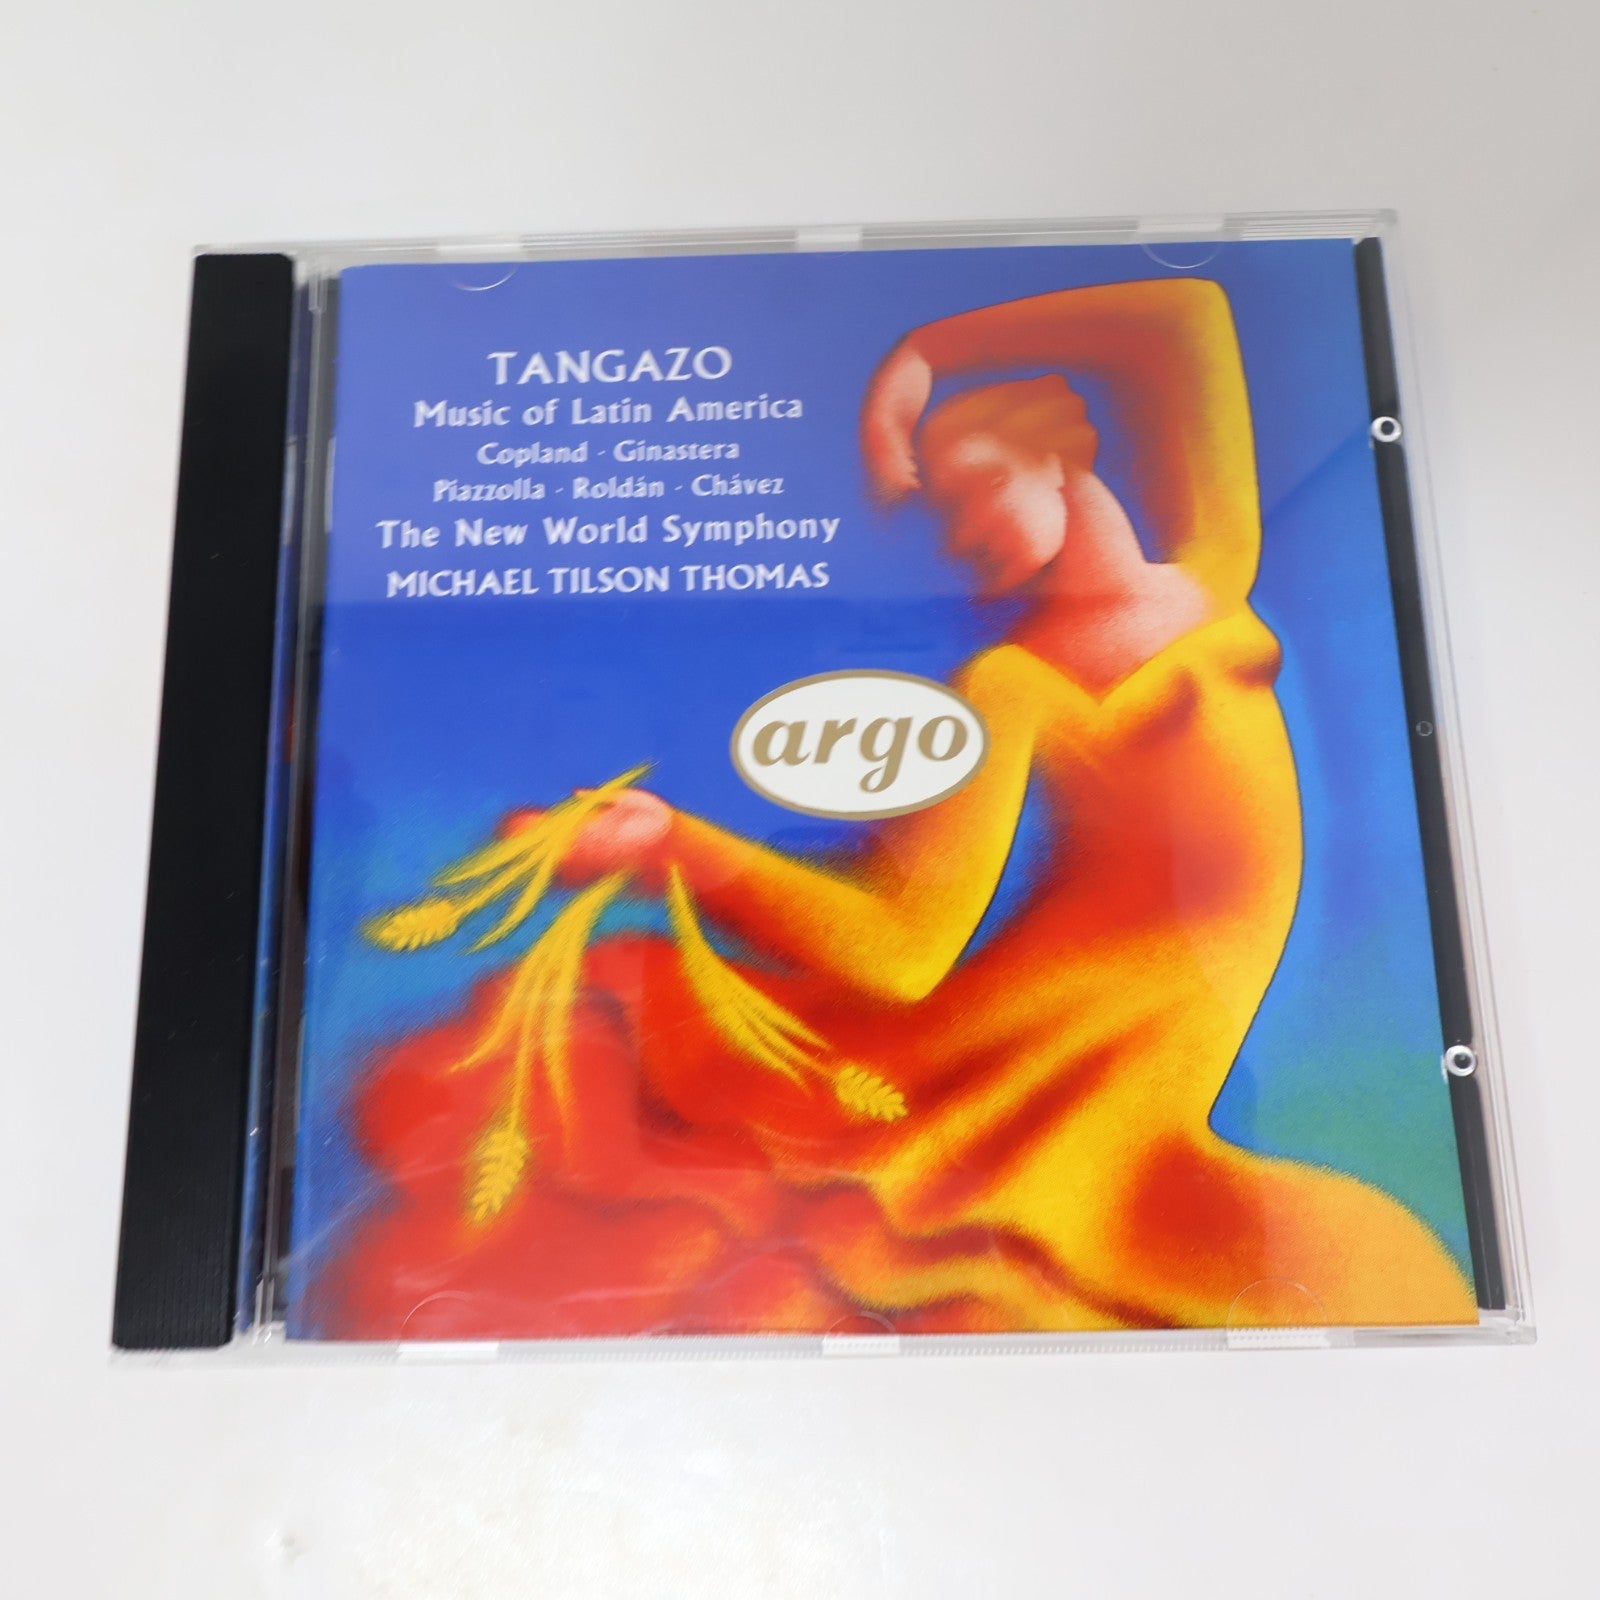 TANGAZO
Music of Latin America
Copland - Ginastera
Piazzolla - Roldán - Chávez
The New World Symphony
MICHAEL TILSON THOMAS
argo